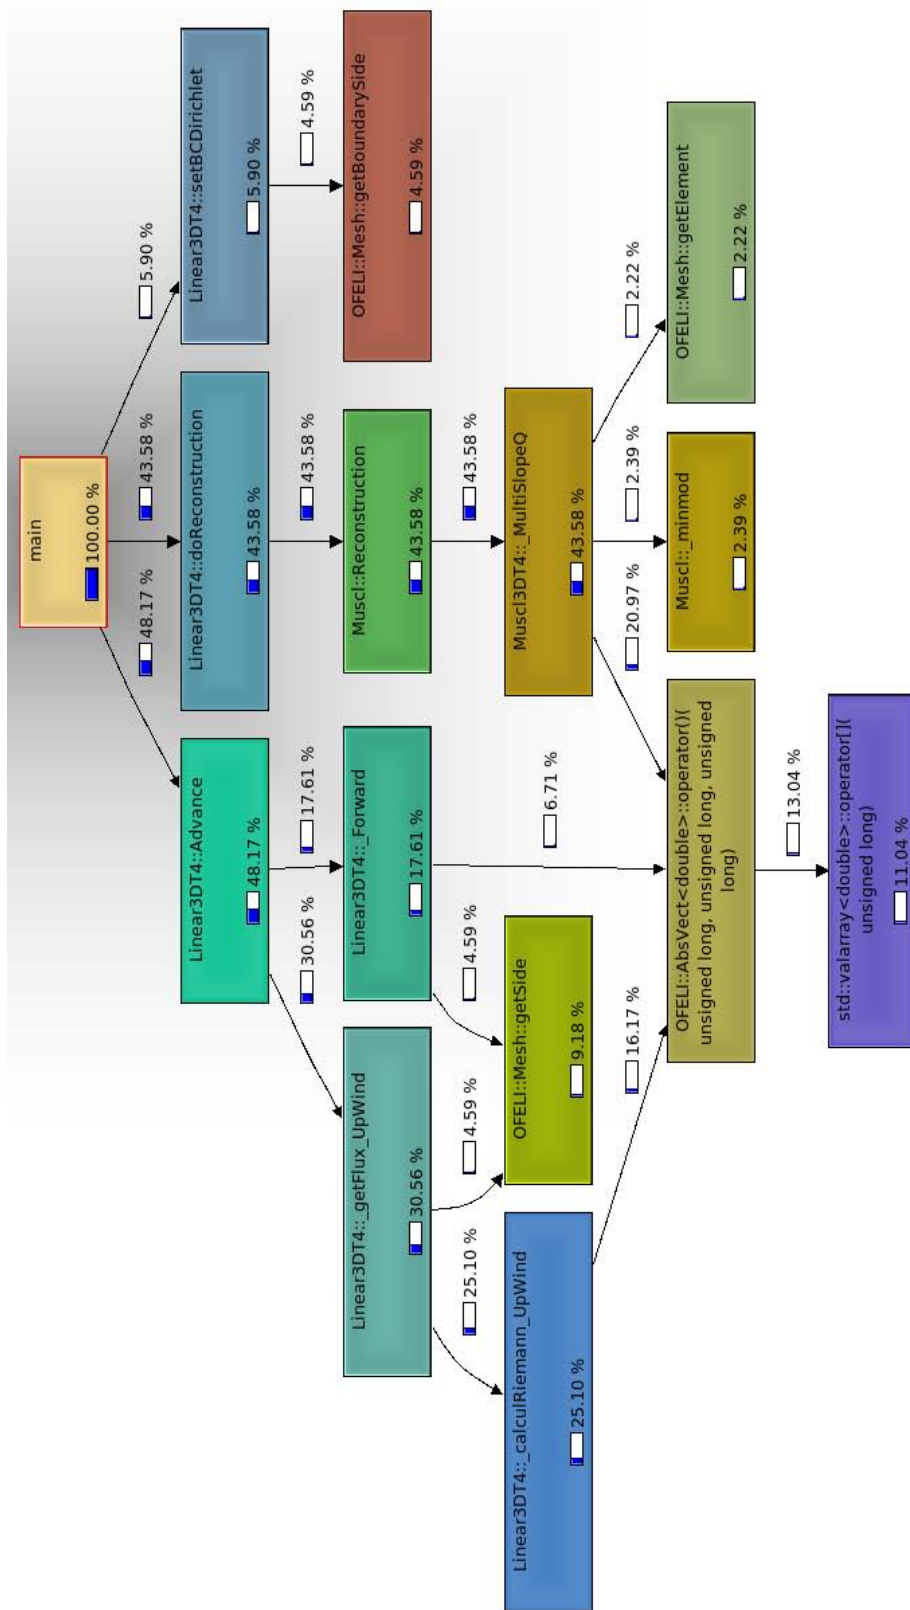 main
100.00 %
48.17 %
43.58 %
5.90 %
Linear3DT4::Advance
48.17 %
Linear3DT4::doReconstruction
43.58 %
Linear3DT4::setBCDirichlet
5.90 %
30.56 %
17.61 %
43.58 %
4.59 %
Linear3DT4::_getFlux_UpWind
30.56 %
Linear3DT4::_Forward
17.61 %
Muscl::Reconstruction
43.58 %
OFELI::Mesh::getBoundarySide
4.59 %
25.10 %
4.59 %
4.59 %
6.71 %
43.58 %
Linear3DT4::_calculRiemann_UpWind
25.10 %
OFELI::Mesh::getSide
9.18 %
Muscl3DT4::_MultiSlopeQ
43.58 %
16.17 %
20.97 %
2.39 %
2.22 %
OFELI::AbsVect<double>::operator()(
unsigned long, unsigned long, unsigned
long)
Muscl::_minmod
2.39 %
OFELI::Mesh::getElement
2.22 %
13.04 %
std::valarray<double>::operator[](
unsigned long)
11.04 %